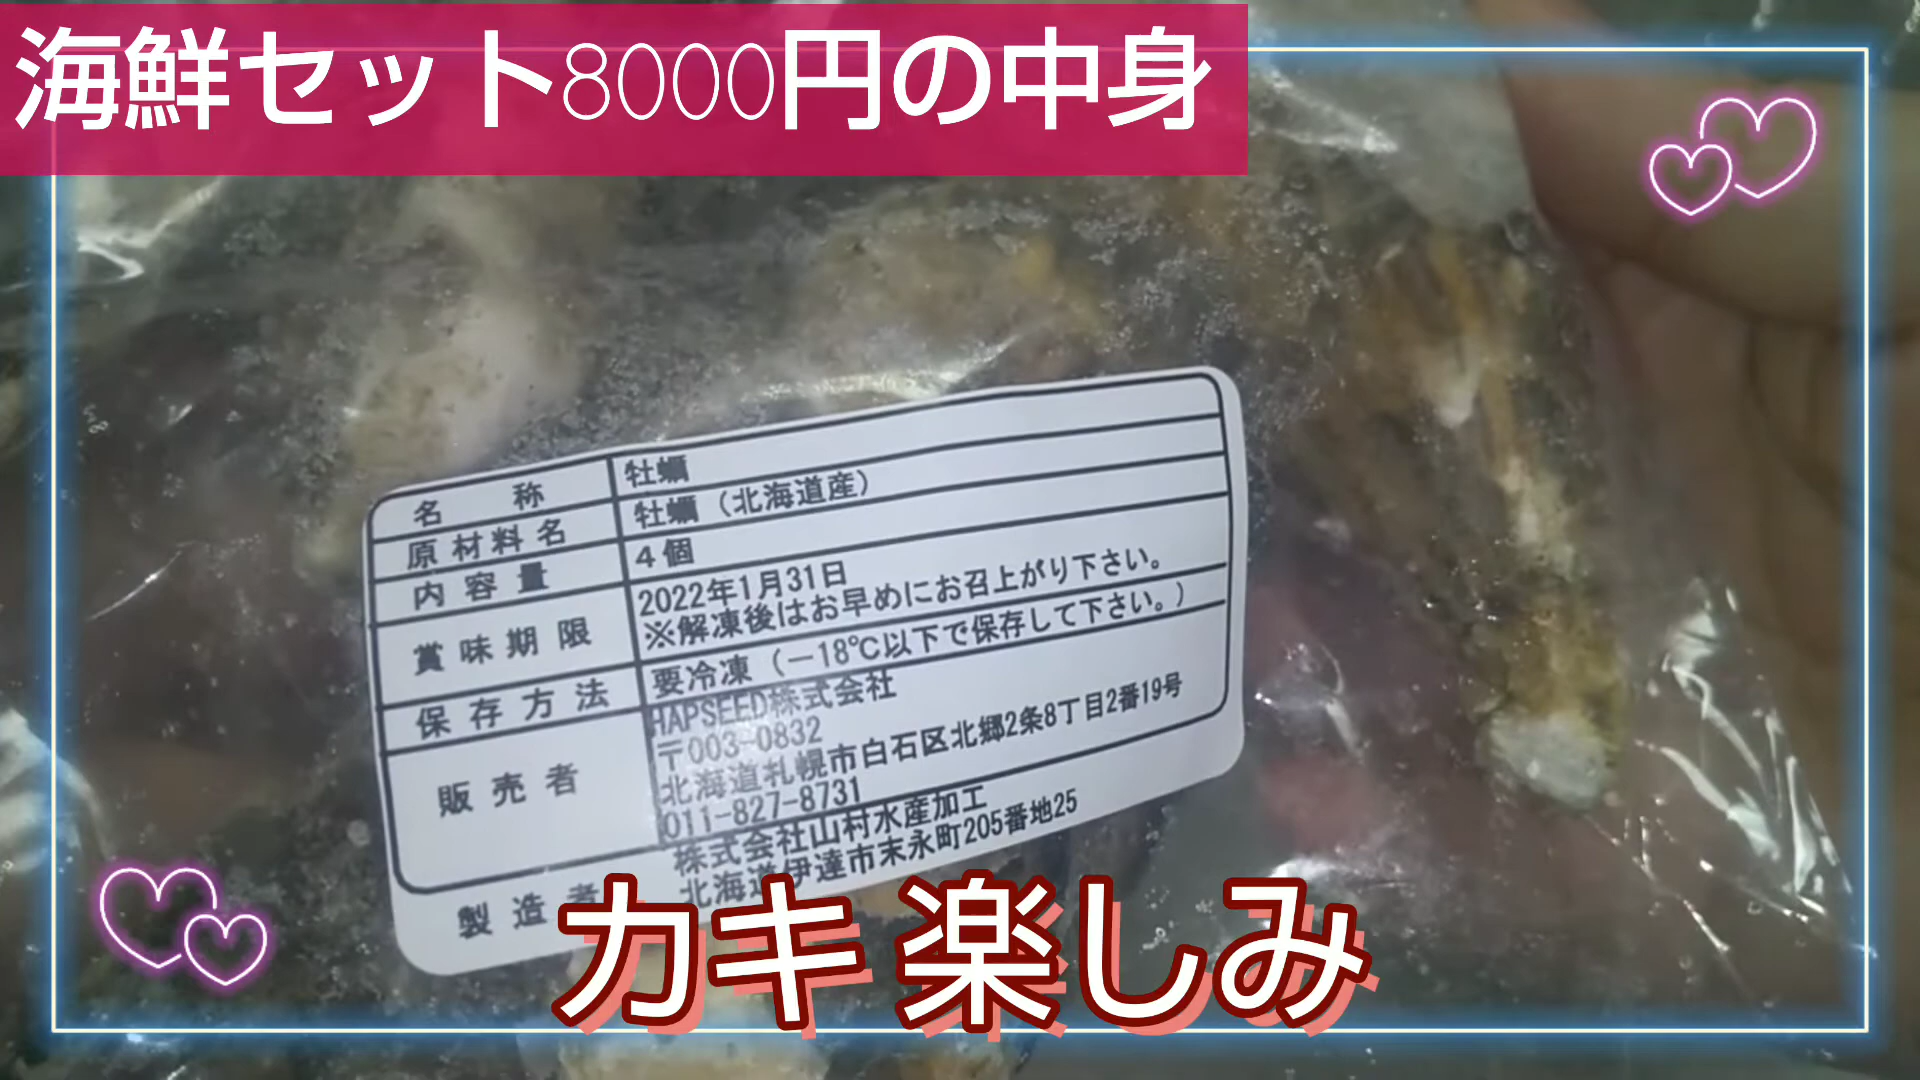 海鮮セット8000円の中身
名称 牡蠣
原材料名 牡蠣（北海道産）
内容量 4個
賞味期限 2022年1月31日
※解凍後はお早めにお召上がり下さい。
保存方法 要冷凍（－18℃以下で保存して下さい。）
販売者 HAPSEED株式会社
〒003-0832
北海道札幌市白石区北郷2条8丁目2番19号
011-827-8731
製造者 株式会社山村水産加工
北海道伊達市末永町205番地25
カキ 楽しみ